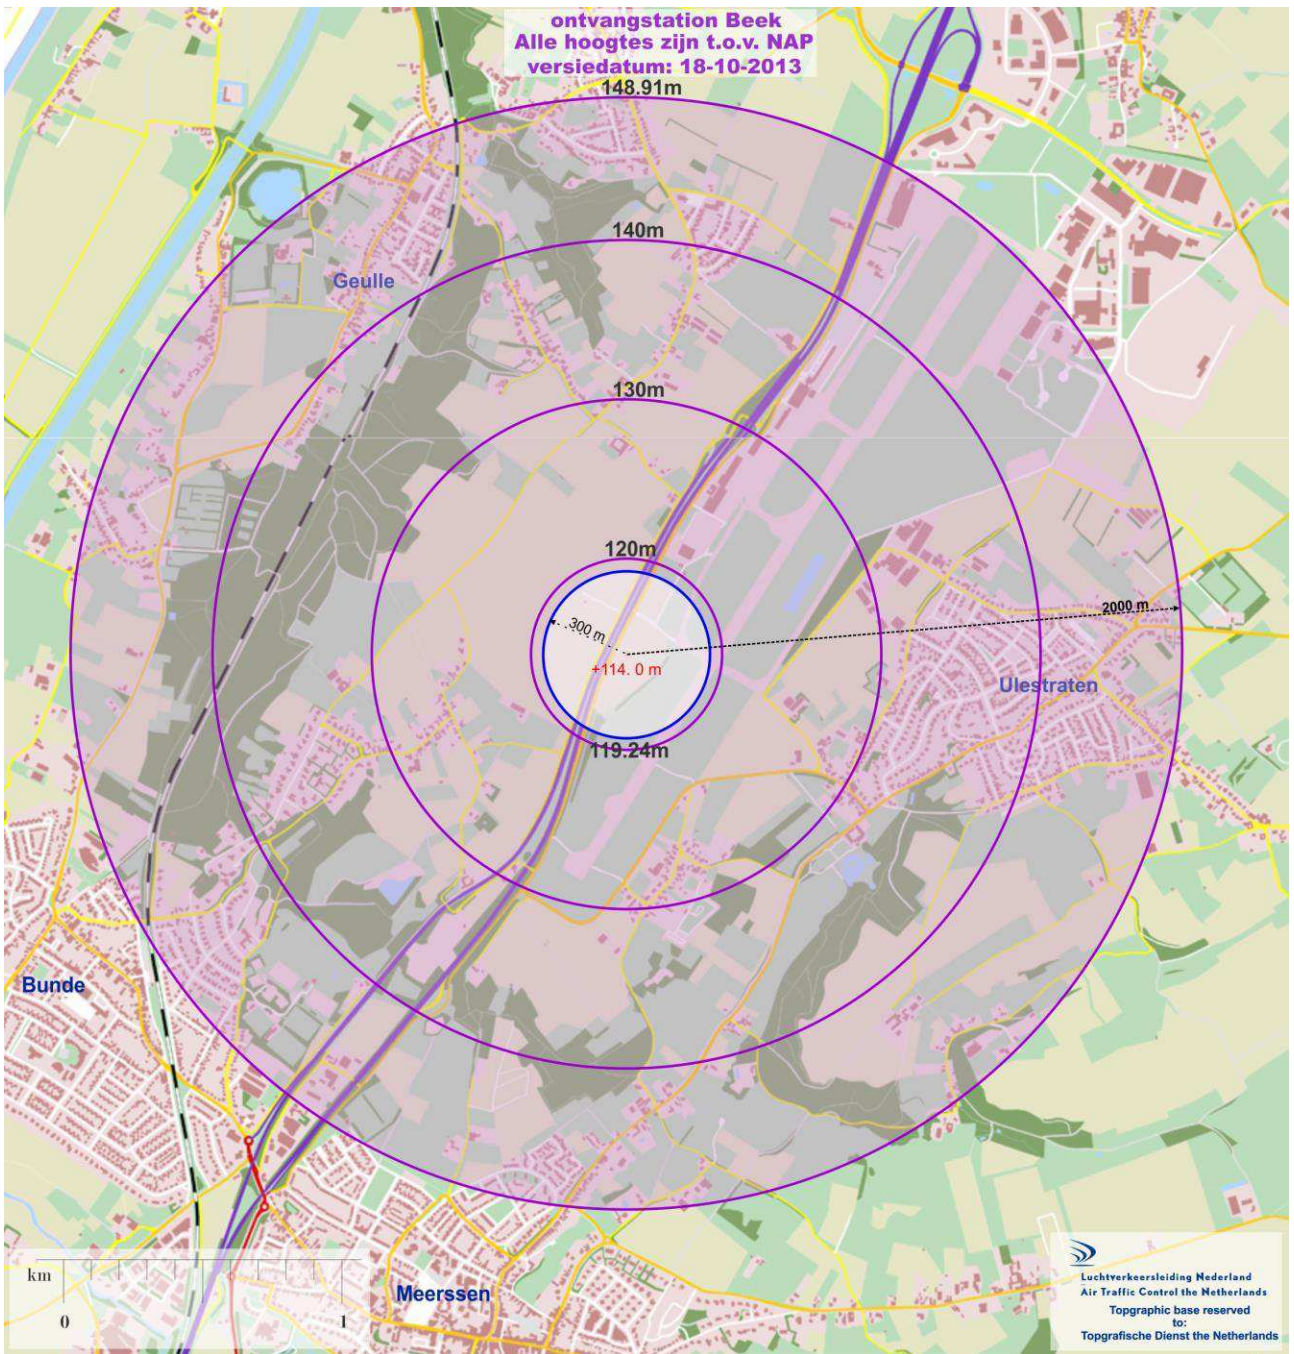 ontvangstation Beek
Alle hoogtes zijn t.o.v. NAP
versiedatum: 18-10-2013
148.91m
140m
Geulle
130m
120m
2000 m
300 m
+114. 0 m
Ulestraten
119.24m
Bunde
km
0
1
Meerssen
Luchtverkeersleiding Nederland
Air Traffic Control the Netherlands
Topgraphic base reserved
to:
Topgrafische Dienst the Netherlands